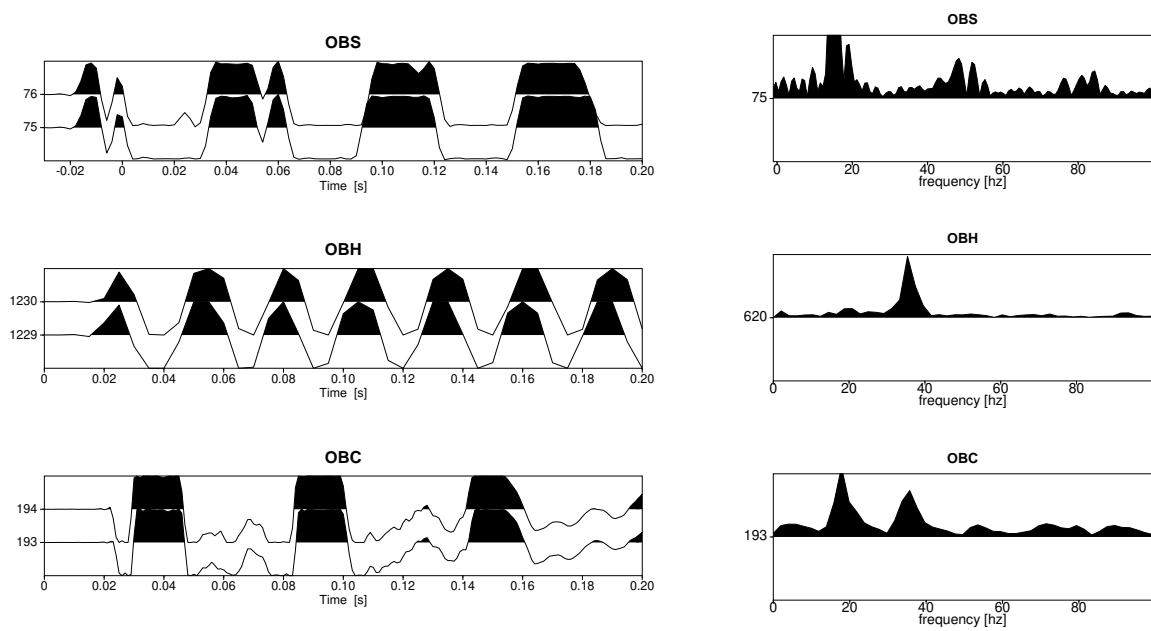 OBS
76
75
-0.02 0 0.02 0.04 0.06 0.08 0.10 0.12 0.14 0.16 0.18 0.20
Time [s]
OBS
75
0 20 40 60 80
frequency [hz]
OBH
1230
1229
0 0.02 0.04 0.06 0.08 0.10 0.12 0.14 0.16 0.18 0.20
Time [s]
OBH
620
0 20 40 60 80
frequency [hz]
OBC
194
193
0 0.02 0.04 0.06 0.08 0.10 0.12 0.14 0.16 0.18 0.20
Time [s]
OBC
193
0 20 40 60 80
frequency [hz]